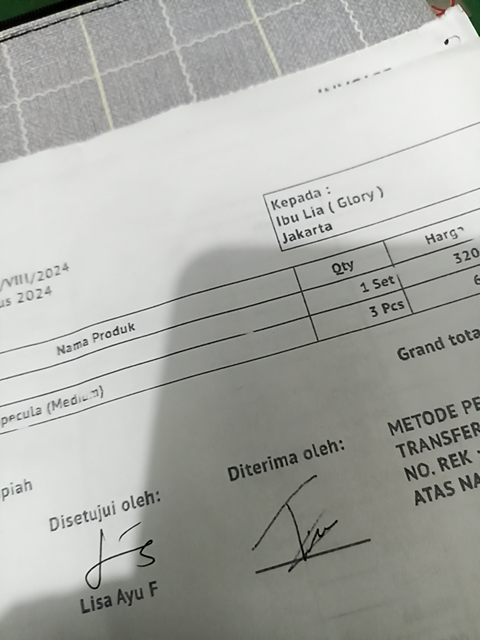 Kepada :
Ibu Lia ( Glory )
Jakarta
/VIII/2024
us 2024
Nama Produk
Qty
Harga
1 Set
320
3 Pcs
6
pecula (Medium)
Grand tota
piah
METODE PE
TRANSFER
NO. REK
ATAS NA
Disetujui oleh:
Diterima oleh:
Lisa Ayu F